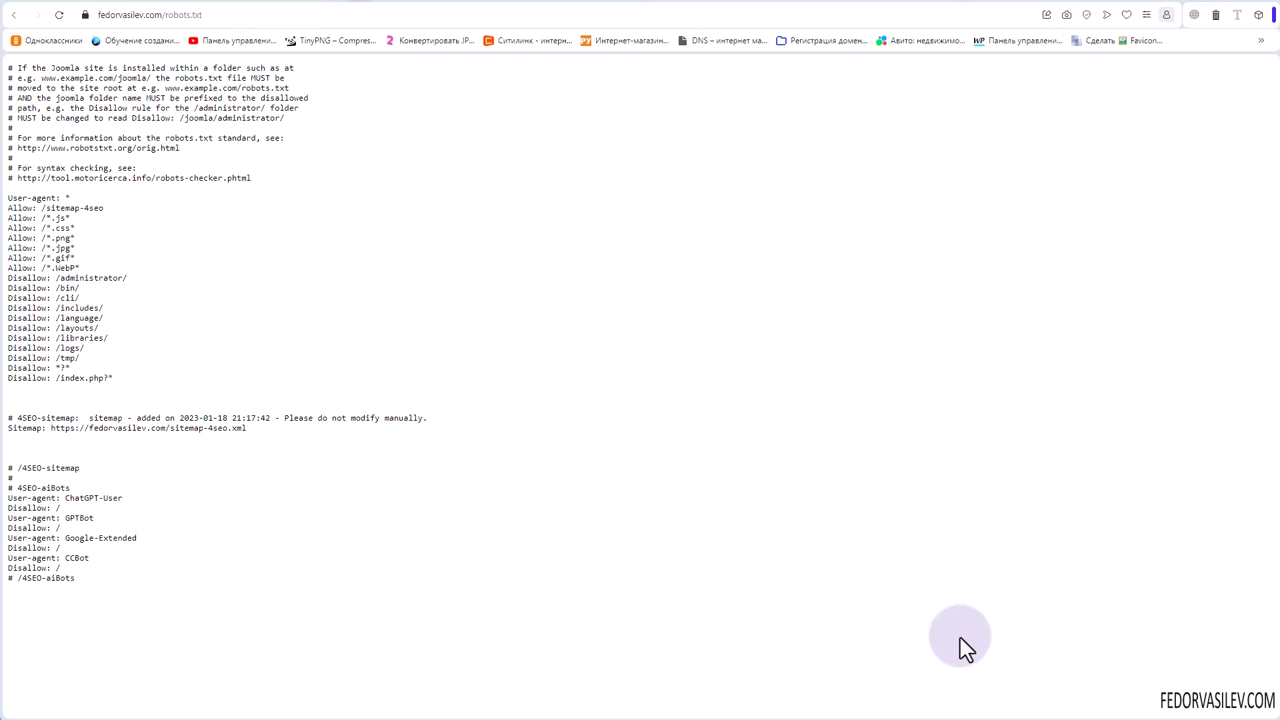 fedorvasilev.com/robots.txt
Одноклассники Обучение создани... Панель управлени... TinyPNG – Compres... Конвертировать JP... Ситилинк - интерн... Интернет-магазин... DNS – интернет ма... Регистрация домен... Авито: недвижимо... Панель управлени... Сделать Favicon... »
# If the Joomla site is installed within a folder such as at
# e.g. www.example.com/joomla/ the robots.txt file MUST be
# moved to the site root at e.g. www.example.com/robots.txt
# AND the joomla folder name MUST be prefixed to the disallowed
# path, e.g. the Disallow rule for the /administrator/ folder
# MUST be changed to read Disallow: /joomla/administrator/
#
# For more information about the robots.txt standard, see:
# http://www.robotstxt.org/orig.html
#
# For syntax checking, see:
# http://tool.motoricerca.info/robots-checker.phtml
User-agent: *
Allow: /sitemap-4seo
Allow: /*.js*
Allow: /*.css*
Allow: /*.png*
Allow: /*.jpg*
Allow: /*.gif*
Allow: /*.WebP*
Disallow: /administrator/
Disallow: /bin/
Disallow: /cli/
Disallow: /includes/
Disallow: /language/
Disallow: /layouts/
Disallow: /libraries/
Disallow: /logs/
Disallow: /tmp/
Disallow: *?*
Disallow: /index.php?*
# 4SEO-sitemap:  sitemap - added on 2023-01-18 21:17:42 - Please do not modify manually.
Sitemap: https://fedorvasilev.com/sitemap-4seo.xml
# /4SEO-sitemap
#
# 4SEO-aiBots
User-agent: ChatGPT-User
Disallow: /
User-agent: GPTBot
Disallow: /
User-agent: Google-Extended
Disallow: /
User-agent: CCBot
Disallow: /
# /4SEO-aiBots
FEDORVASILEV.COM